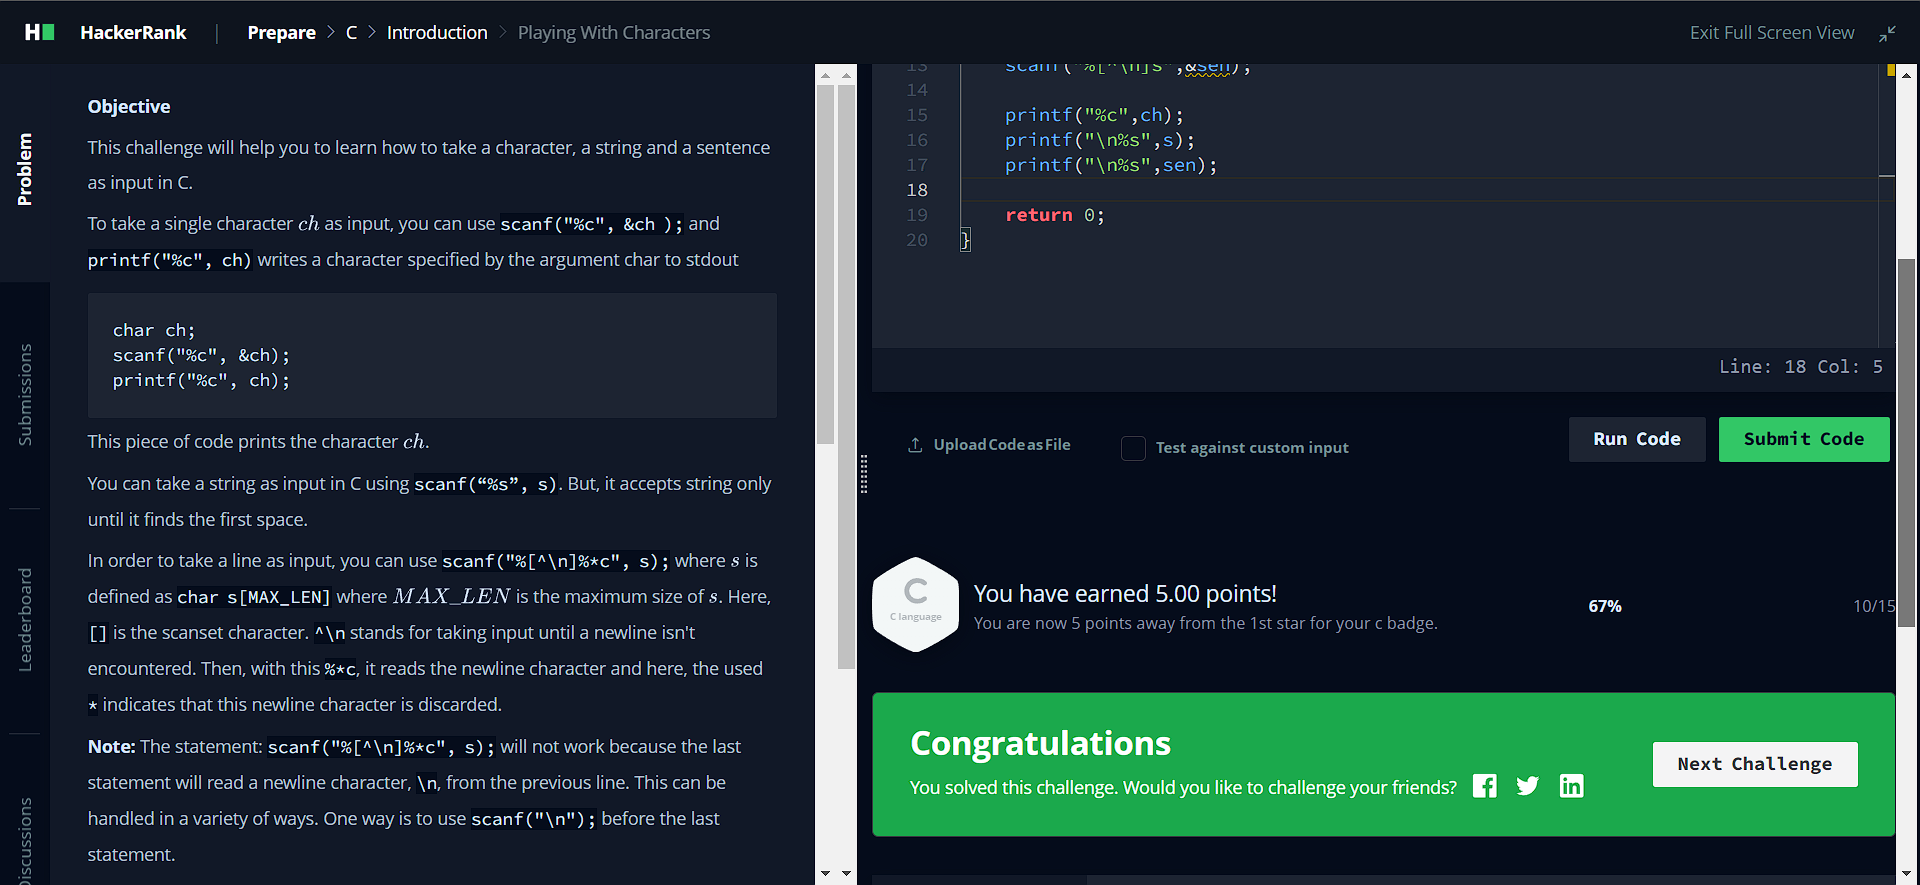 HackerRank | Prepare > C > Introduction > Playing With Characters
Exit Full Screen View
Problem
Submissions
Leaderboard
Discussions
Objective
This challenge will help you to learn how to take a character, a string and a sentence
as input in C.
To take a single character ch as input, you can use scanf("%c", &ch ); and
printf("%c", ch) writes a character specified by the argument char to stdout
char ch;
scanf("%c", &ch);
printf("%c", ch);
This piece of code prints the character ch.
You can take a string as input in C using scanf(“%s”, s). But, it accepts string only
until it finds the first space.
In order to take a line as input, you can use scanf("%[^\n]%*c", s); where s is
defined as char s[MAX_LEN] where MAX_LEN is the maximum size of s. Here,
[] is the scanset character. ^\n stands for taking input until a newline isn't
encountered. Then, with this %*c, it reads the newline character and here, the used
* indicates that this newline character is discarded.
Note: The statement: scanf("%[^\n]%*c", s); will not work because the last
statement will read a newline character, \n, from the previous line. This can be
handled in a variety of ways. One way is to use scanf("\n"); before the last
statement.
13 scanf("%[^\n]s",&sen);
14
15 printf("%c",ch);
16 printf("\n%s",s);
17 printf("\n%s",sen);
18
19 return 0;
20 }
Line: 18 Col: 5
Upload Code as File
Test against custom input
Run Code
Submit Code
C
C language
You have earned 5.00 points!
You are now 5 points away from the 1st star for your c badge.
67%
10/15
Congratulations
You solved this challenge. Would you like to challenge your friends?
Next Challenge